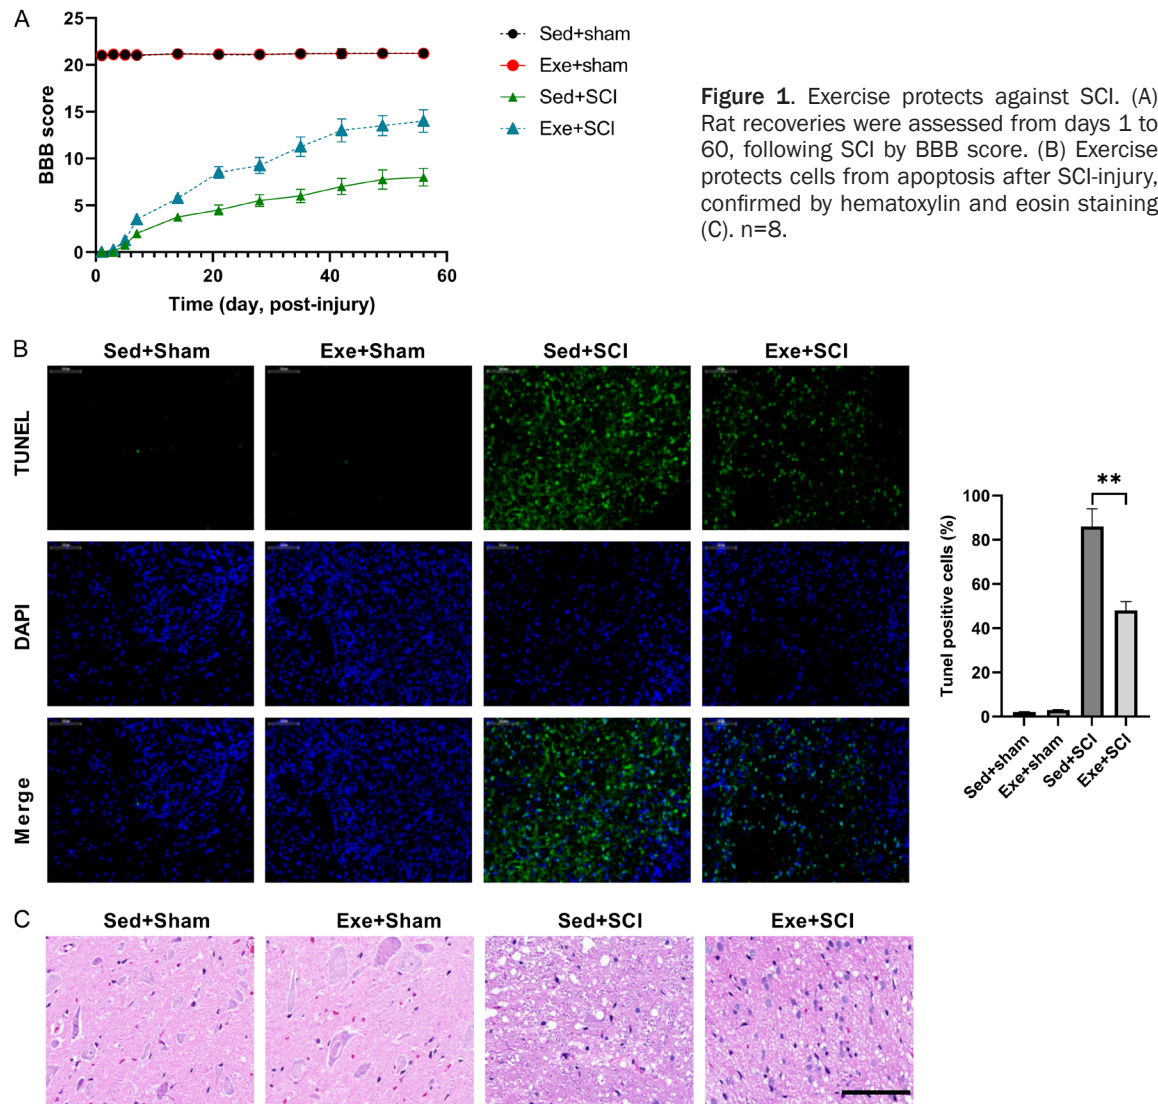 A
25
20
15
10
5
0
BBB score
0 20 40 60
Time (day, post-injury)
Sed+sham
Exe+sham
Sed+SCI
Exe+SCI
Figure 1. Exercise protects against SCI. (A)
Rat recoveries were assessed from days 1 to
60, following SCI by BBB score. (B) Exercise
protects cells from apoptosis after SCI-injury,
confirmed by hematoxylin and eosin staining
(C). n=8.
B
Sed+Sham Exe+Sham Sed+SCI Exe+SCI
TUNEL
DAPI
Merge
**
100
80
60
40
20
0
Tunel positive cells (%)
Sed+sham
Exe+sham
Sed+SCI
Exe+SCI
C
Sed+Sham Exe+Sham Sed+SCI Exe+SCI